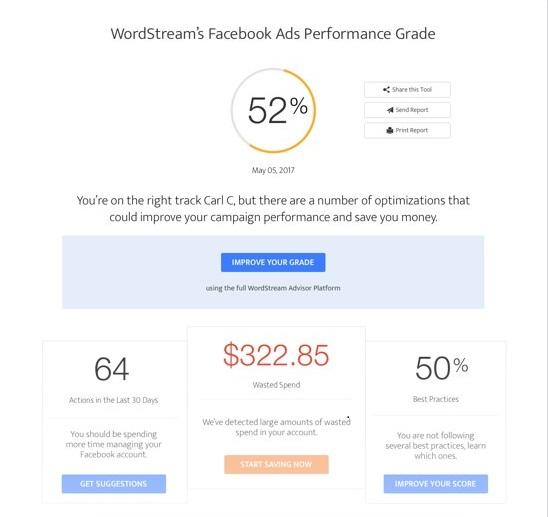 WordStream's Facebook Ads Performance Grade
52%
Share this Tool
Send Report
Print Report
May 05, 2017
You're on the right track Carl C, but there are a number of optimizations that
could improve your campaign performance and save you money.
IMPROVE YOUR GRADE
using the full WordStream Advisor Platform
64
Actions in the Last 30 Days
You should be spending
more time managing your
Facebook account.
GET SUGGESTIONS
$322.85
Wasted Spend
We've detected large amounts of wasted
spend in your account.
START SAVING NOW
50%
Best Practices
You are not following
several best practices, learn
which ones.
IMPROVE YOUR SCORE